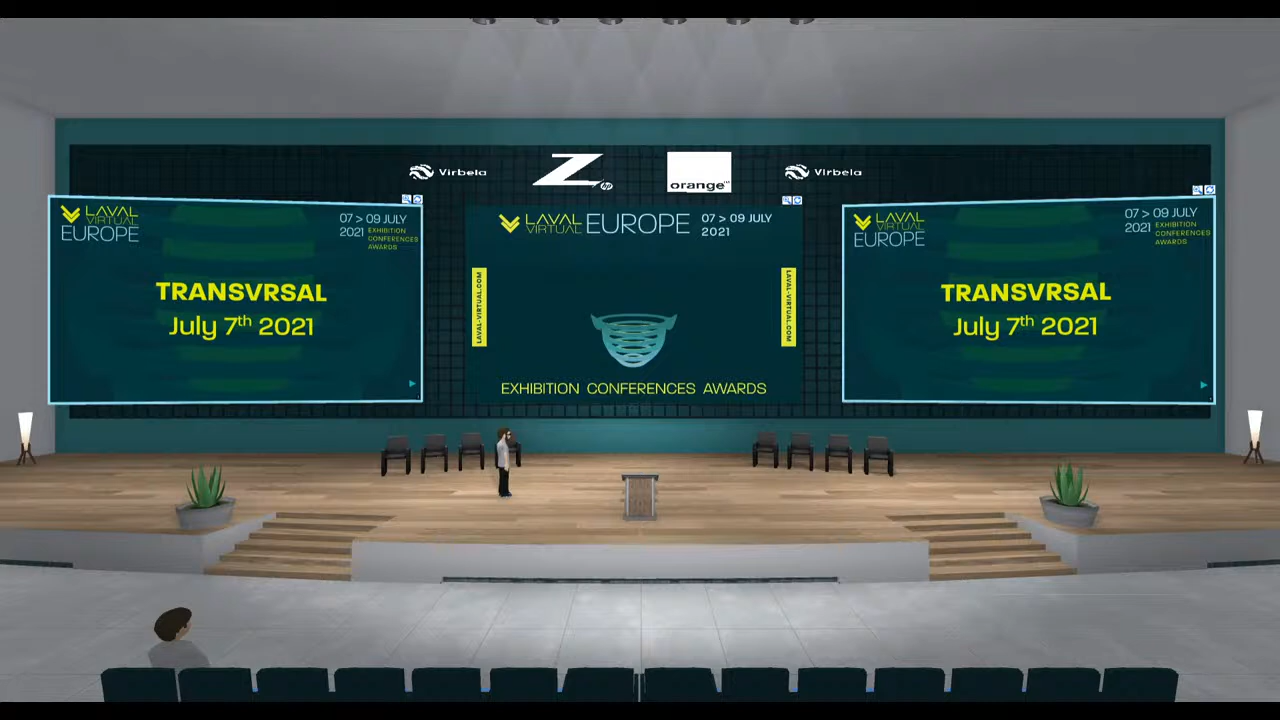 Virbela
Z
hp
orange™
Virbela
LAVAL
VIRTUAL
EUROPE
07 > 09 JULY
2021
EXHIBITION
CONFERENCES
AWARDS
TRANSVRSAL
July 7th 2021
LAVAL
VIRTUAL
EUROPE
07 > 09 JULY
2021
LAVAL-VIRTUAL.COM
LAVAL-VIRTUAL.COM
EXHIBITION CONFERENCES AWARDS
LAVAL
VIRTUAL
EUROPE
07 > 09 JULY
2021
EXHIBITION
CONFERENCES
AWARDS
TRANSVRSAL
July 7th 2021